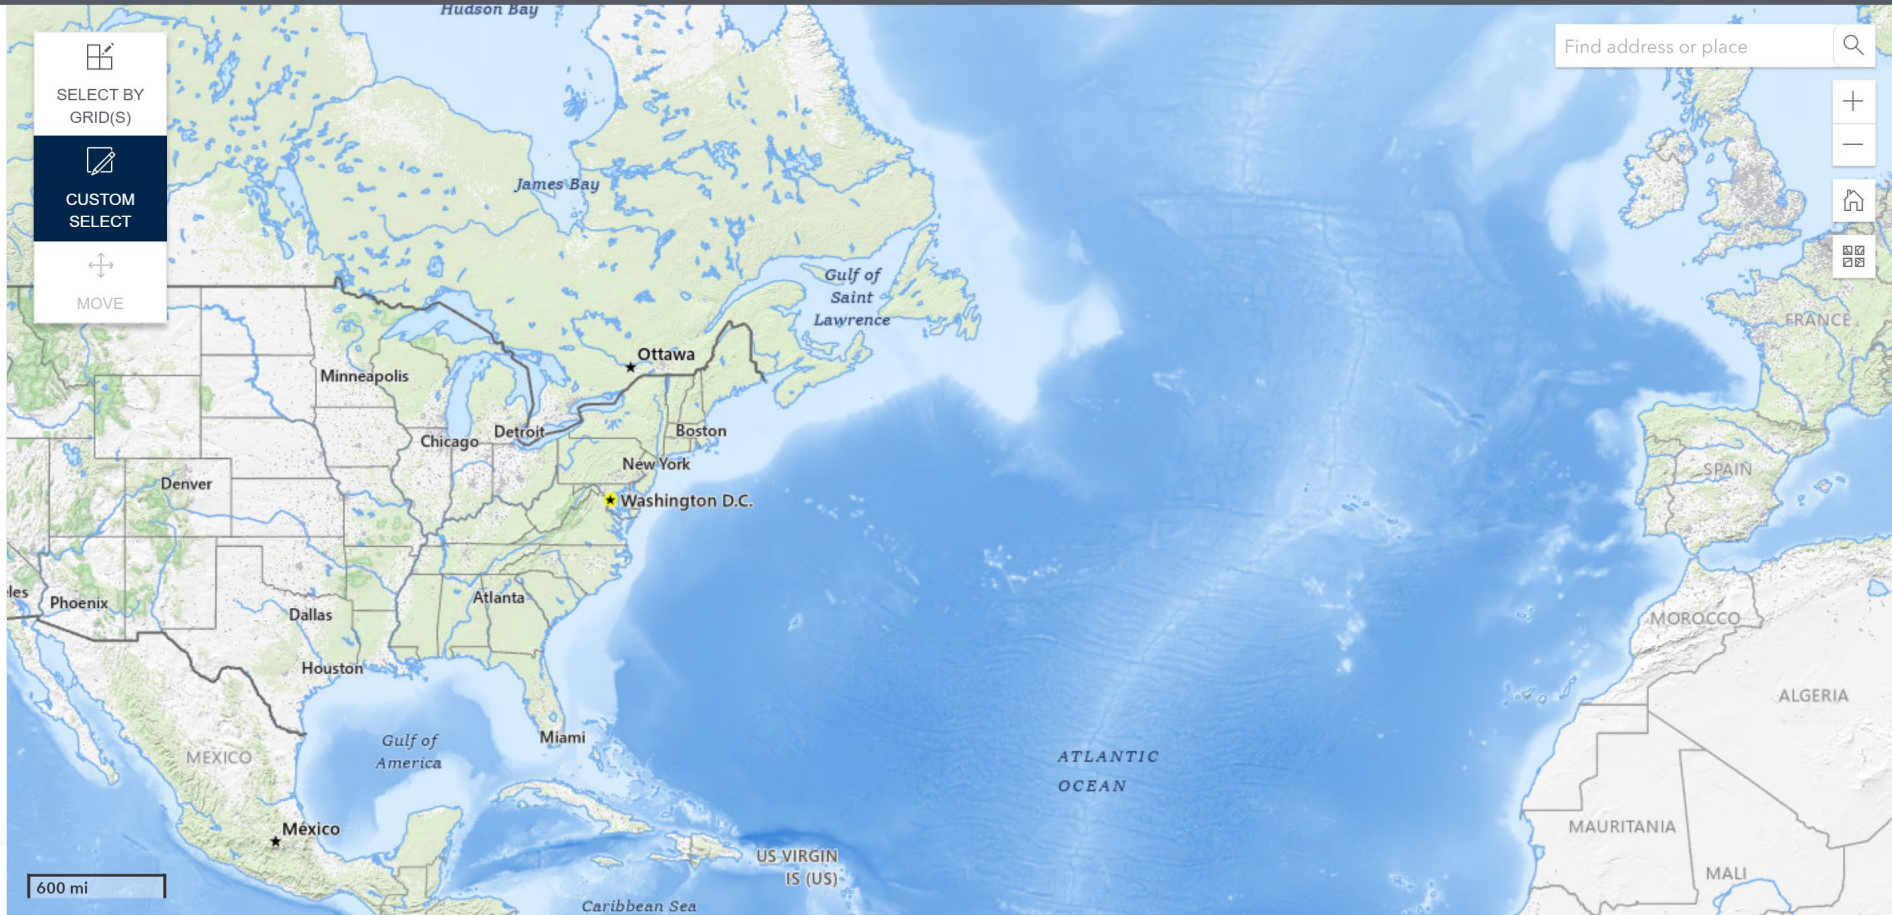 Hudson Bay
Find address or place
SELECT BY
GRID(S)
CUSTOM
SELECT
MOVE
James Bay
Gulf of
Saint
Lawrence
Ottawa
Minneapolis
Chicago
Detroit
Boston
New York
Denver
Washington D.C.
les
Phoenix
Dallas
Atlanta
Houston
Miami
Gulf of
America
MEXICO
México
ATLANTIC
OCEAN
US VIRGIN
IS (US)
Caribbean Sea
FRANCE
SPAIN
MOROCCO
ALGERIA
MAURITANIA
MALI
600 mi